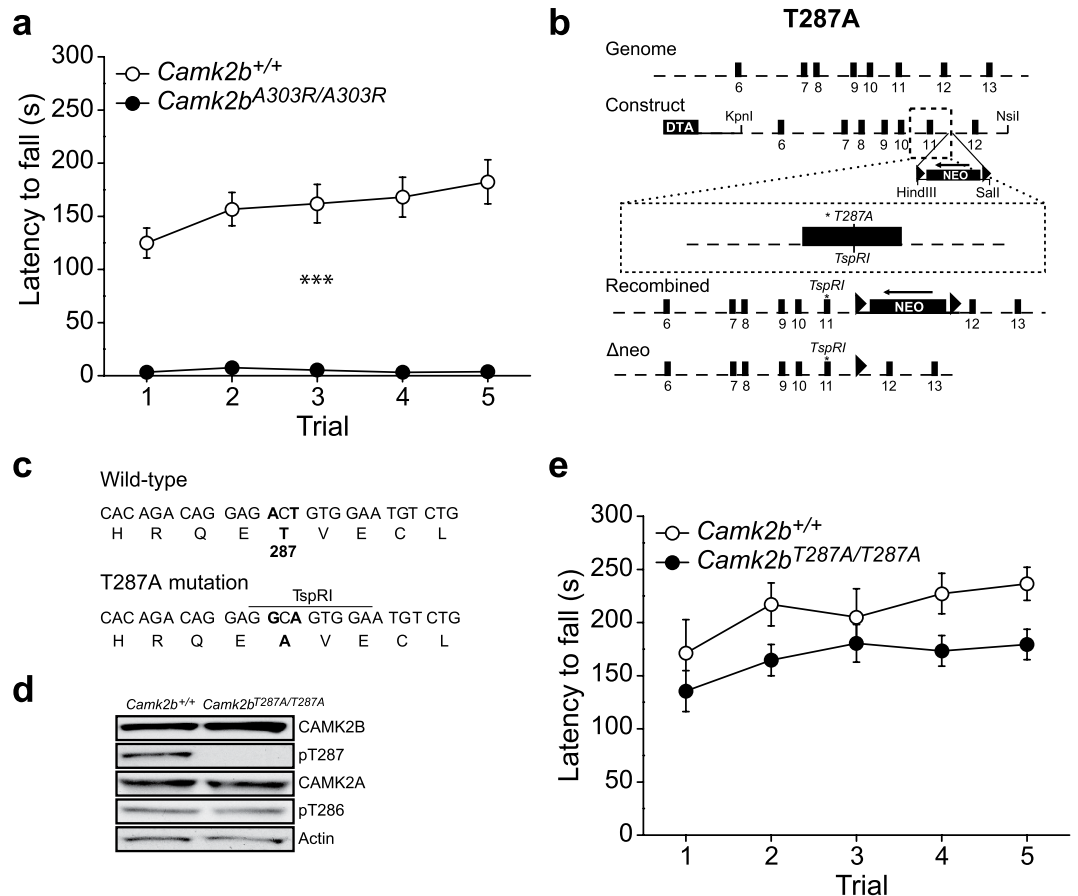 a
300
250
200
150
100
50
0
Latency to fall (s)
Camk2b+/+
Camk2bA303R/A303R
***
1 2 3 4 5
Trial
b
T287A
Genome
6 7 8 9 10 11 12 13
Construct
DTA KpnI NsiI
6 7 8 9 10 11 12
NEO
HindIII SalI
* T287A
TspRI
Recombined
TspRI
*
NEO
6 7 8 9 10 11 12 13
Δneo
TspRI
*
6 7 8 9 10 11 12 13
c
Wild-type
CAC AGA CAG GAG ACT GTG GAA TGT CTG
H R Q E T V E C L
287
T287A mutation
TspRI
CAC AGA CAG GAG GCA GTG GAA TGT CTG
H R Q E A V E C L
d
Camk2b+/+ Camk2bT287A/T287A
CAMK2B
pT287
CAMK2A
pT286
Actin
e
300
250
200
150
100
50
0
Latency to fall (s)
Camk2b+/+
Camk2bT287A/T287A
1 2 3 4 5
Trial